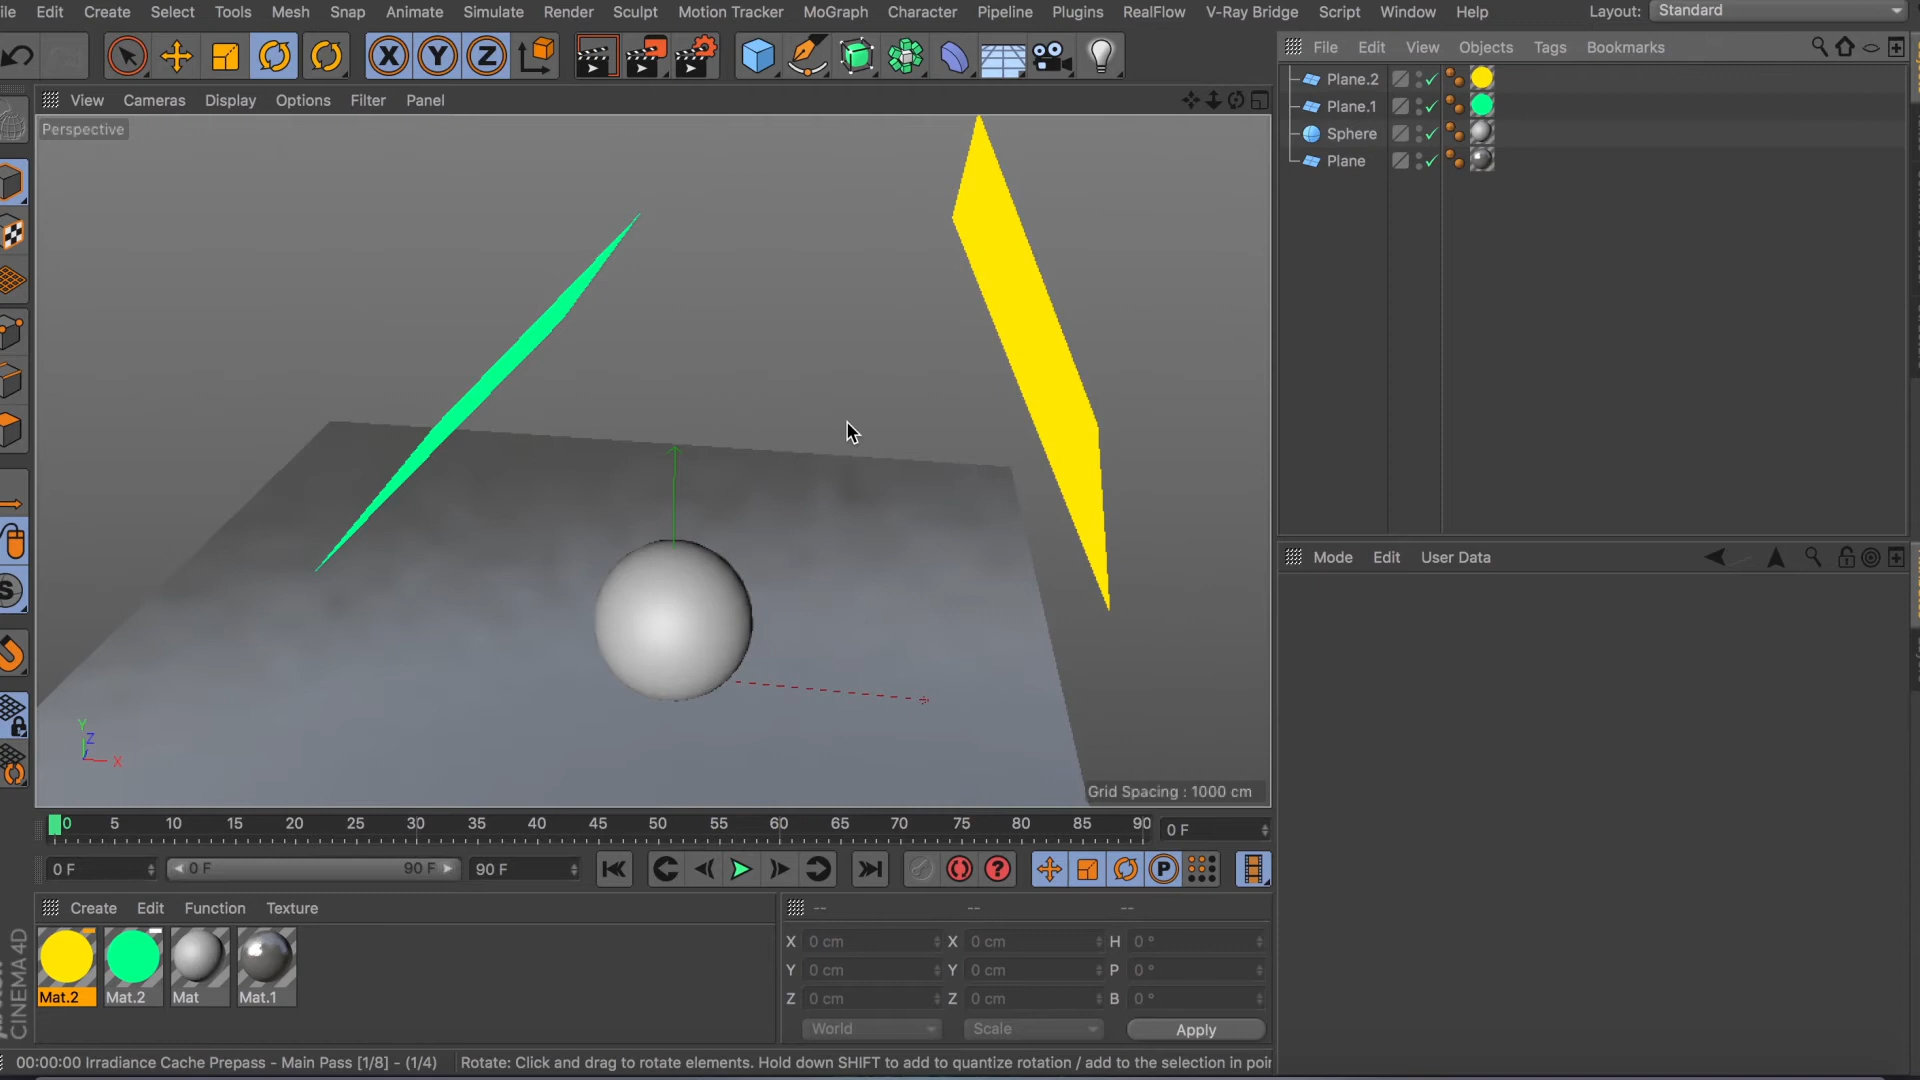 ile Edit Create Select Tools Mesh Snap Animate Simulate Render Sculpt Motion Tracker MoGraph Character Pipeline Plugins RealFlow V-Ray Bridge Script Window Help Layout: Standard
X Y Z
File Edit View Objects Tags Bookmarks
Plane.2
Plane.1
Sphere
Plane
View Cameras Display Options Filter Panel
Perspective
Y
Z
X
Grid Spacing : 1000 cm
Mode Edit User Data
0 5 10 15 20 25 30 35 40 45 50 55 60 65 70 75 80 85 90 0 F
0 F 0 F 90 F 90 F P
Create Edit Function Texture
-- -- --
Mat.2 Mat.2 Mat Mat.1
X 0 cm X 0 cm H 0 °
Y 0 cm Y 0 cm P 0 °
Z 0 cm Z 0 cm B 0 °
World Scale Apply
CINEMA 4D
00:00:00 Irradiance Cache Prepass - Main Pass [1/8] - (1/4) Rotate: Click and drag to rotate elements. Hold down SHIFT to add to quantize rotation / add to the selection in poin